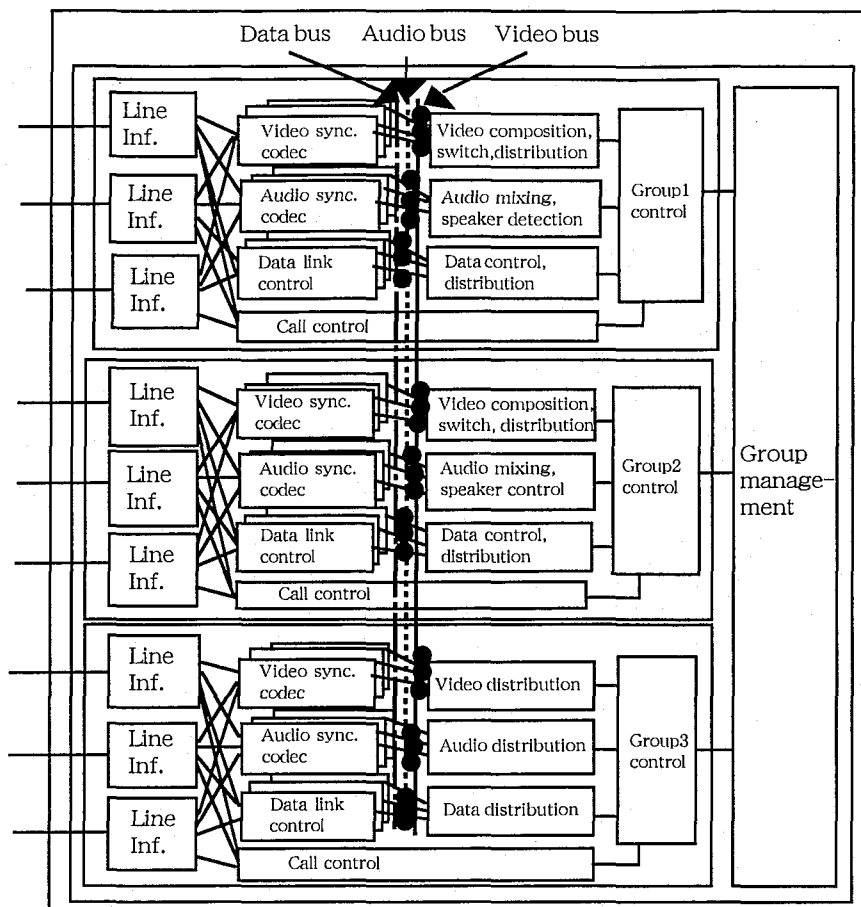 Data bus
Audio bus
Video bus
Line
Inf.
Line
Inf.
Line
Inf.
Video sync.
codec
Audio sync.
codec
Data link
control
Call control
Video composition,
switch,distribution
Audio mixing,
speaker detection
Data control,
distribution
Group1
control
Line
Inf.
Line
Inf.
Line
Inf.
Video sync.
codec
Audio sync.
codec
Data link
control
Call control
Video composition,
switch, distribution
Audio mixing,
speaker control
Data control,
distribution
Group2
control
Line
Inf.
Line
Inf.
Line
Inf.
Video sync.
codec
Audio sync.
codec
Data link
control
Call control
Video distribution
Audio distribution
Data distribution
Group3
control
Group
manage-
ment